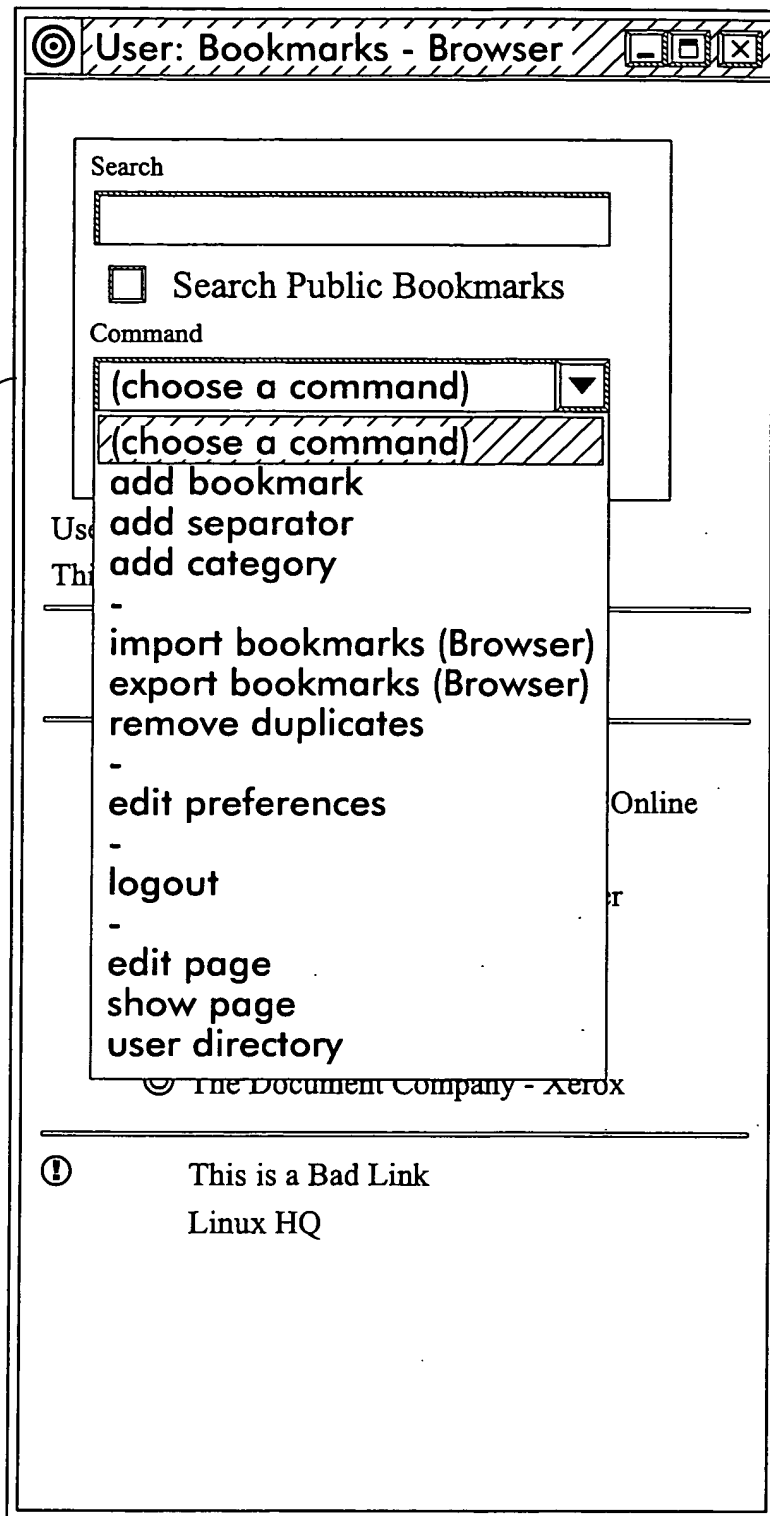 User: Bookmarks - Browser
Search
Search Public Bookmarks
Command
(choose a command)
(choose a command)
add bookmark
add separator
add category
-
import bookmarks (Browser)
export bookmarks (Browser)
remove duplicates
-
edit preferences
Online
-
logout
-
edit page
show page
user directory
The Document Company - Xerox
This is a Bad Link
Linux HQ